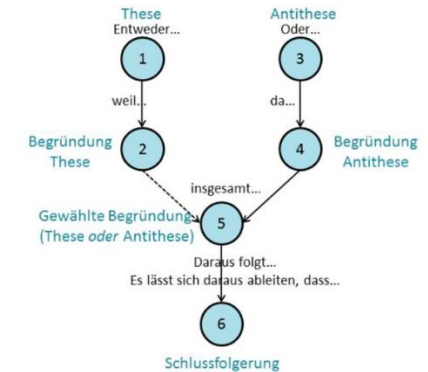 These
Entweder...
Antithese
Oder...
1
3
weil...
da...
Begründung
These
2
4
Begründung
Antithese
insgesamt...
Gewählte Begründung
(These oder Antithese)
5
Daraus folgt...
Es lässt sich daraus ableiten, dass...
6
Schlussfolgerung